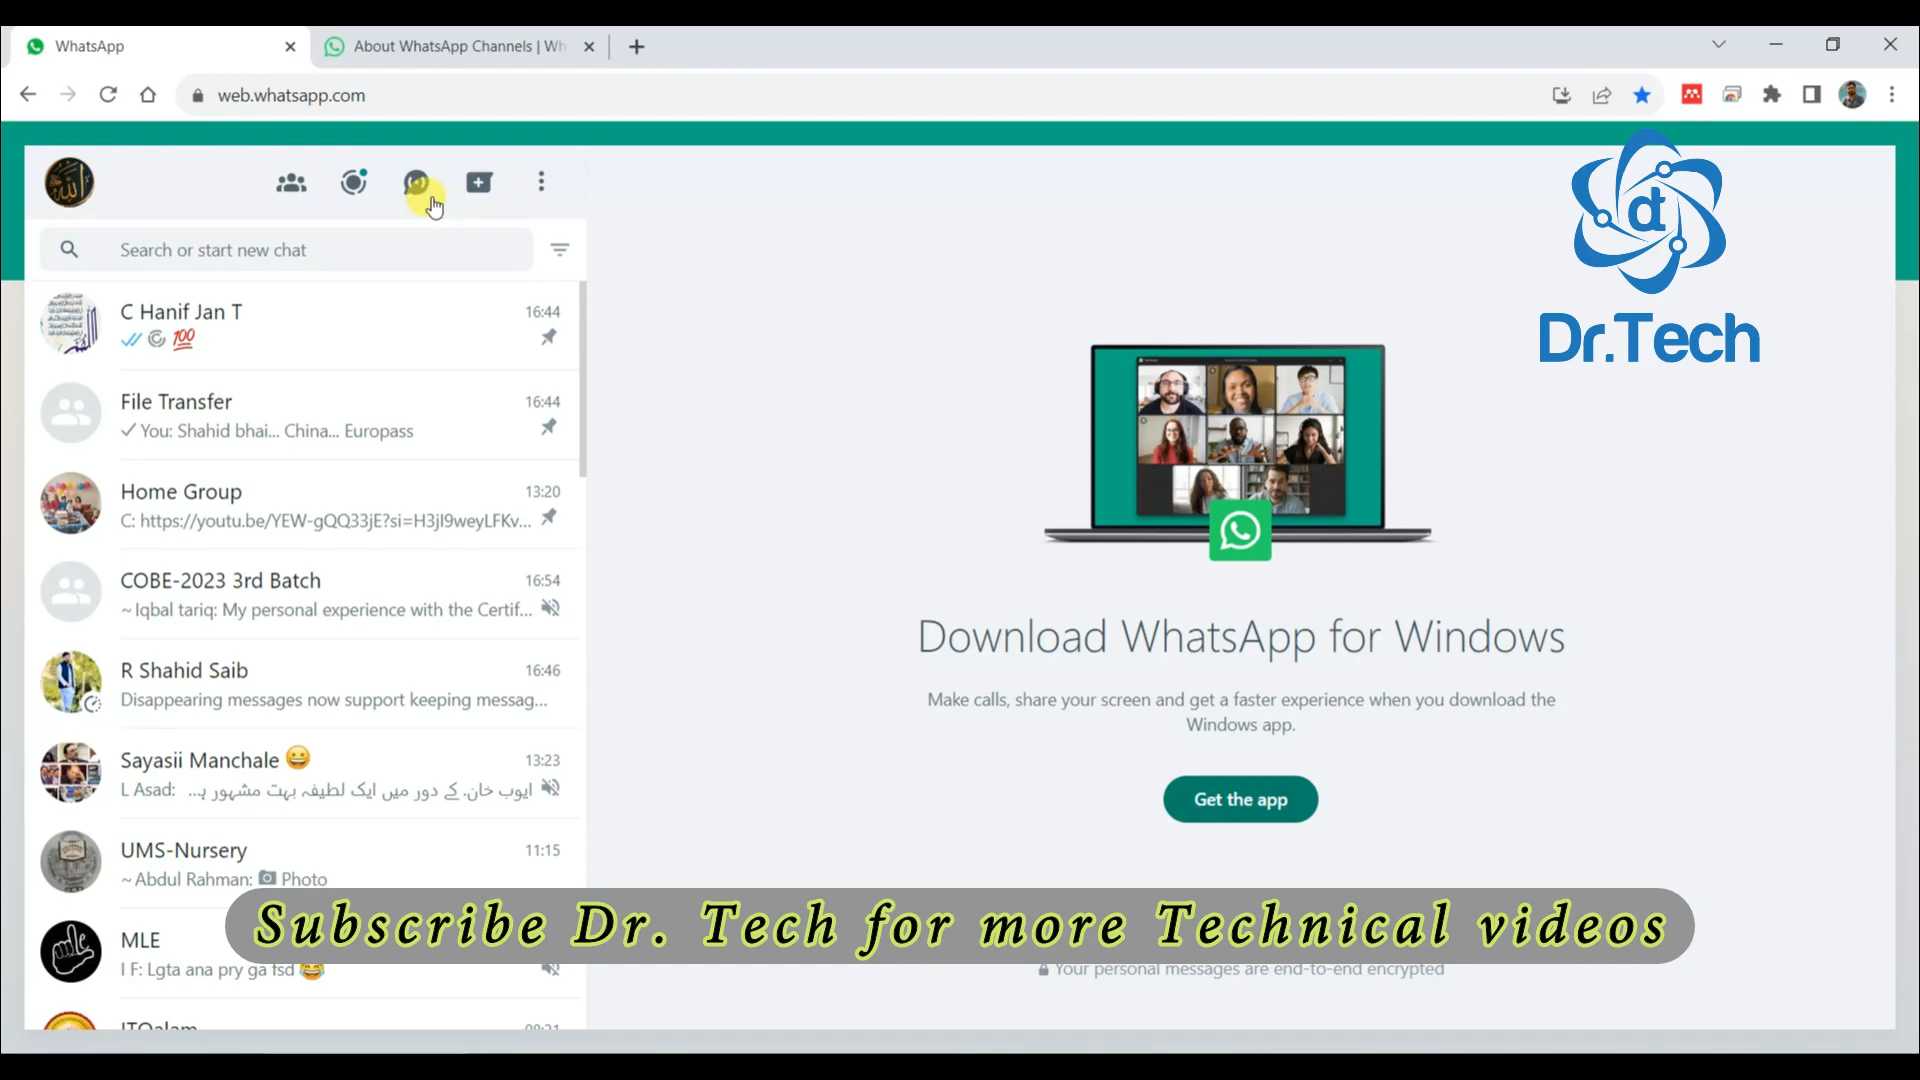 WhatsApp
About WhatsApp Channels | Wh
web.whatsapp.com
dt
Dr.Tech
Search or start new chat
C Hanif Jan T
16:44
💯
File Transfer
16:44
You: Shahid bhai... China... Europass
Home Group
13:20
C: https://youtu.be/YEW-gQQ33jE?si=H3jI9weyLFKv...
COBE-2023 3rd Batch
16:54
~ Iqbal tariq: My personal experience with the Certif...
R Shahid Saib
16:46
Disappearing messages now support keeping messag...
Sayasii Manchale 😀
13:23
L Asad: ایوب خان. کے دور میں ایک لطیفہ بہت مشہور ہ...
UMS-Nursery
11:15
~ Abdul Rahman: Photo
MLE
I F: Lgta ana pry ga fsd 😂
Download WhatsApp for Windows
Make calls, share your screen and get a faster experience when you download the
Windows app.
Get the app
Subscribe Dr. Tech for more Technical videos
Your personal messages are end-to-end encrypted